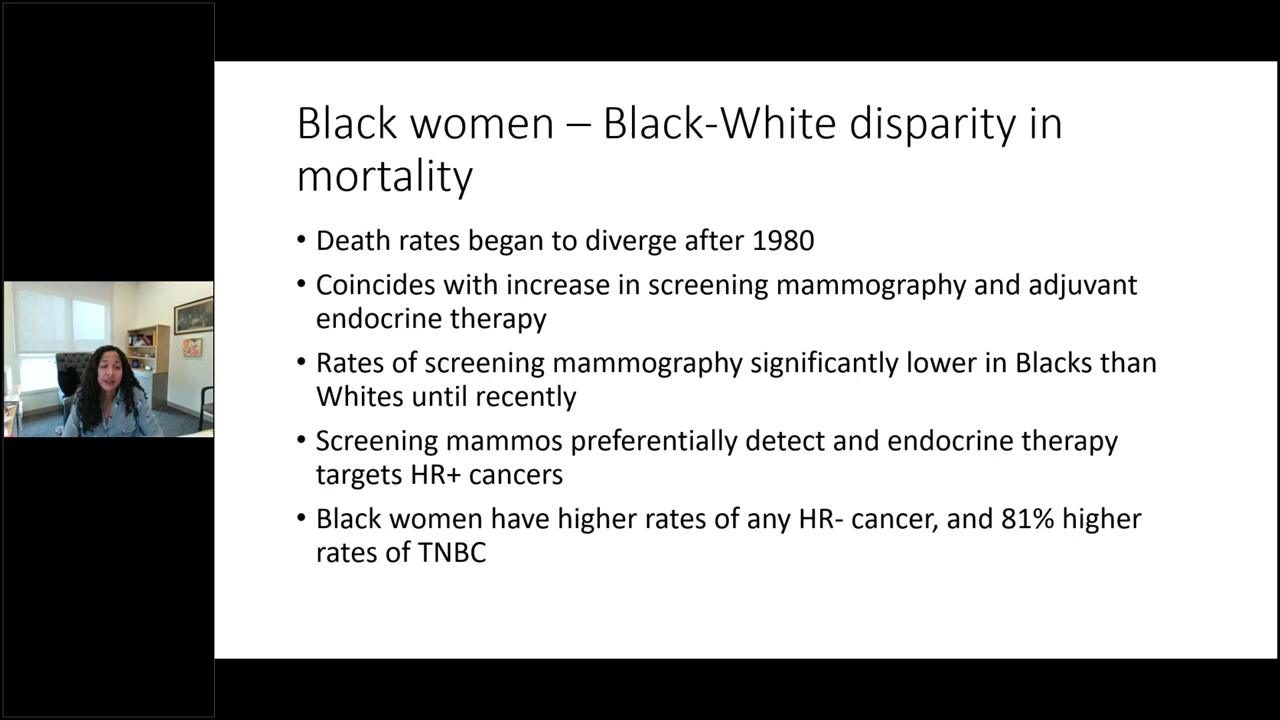 Black women – Black-White disparity in
mortality
• Death rates began to diverge after 1980
• Coincides with increase in screening mammography and adjuvant
endocrine therapy
• Rates of screening mammography significantly lower in Blacks than
Whites until recently
• Screening mammos preferentially detect and endocrine therapy
targets HR+ cancers
• Black women have higher rates of any HR- cancer, and 81% higher
rates of TNBC